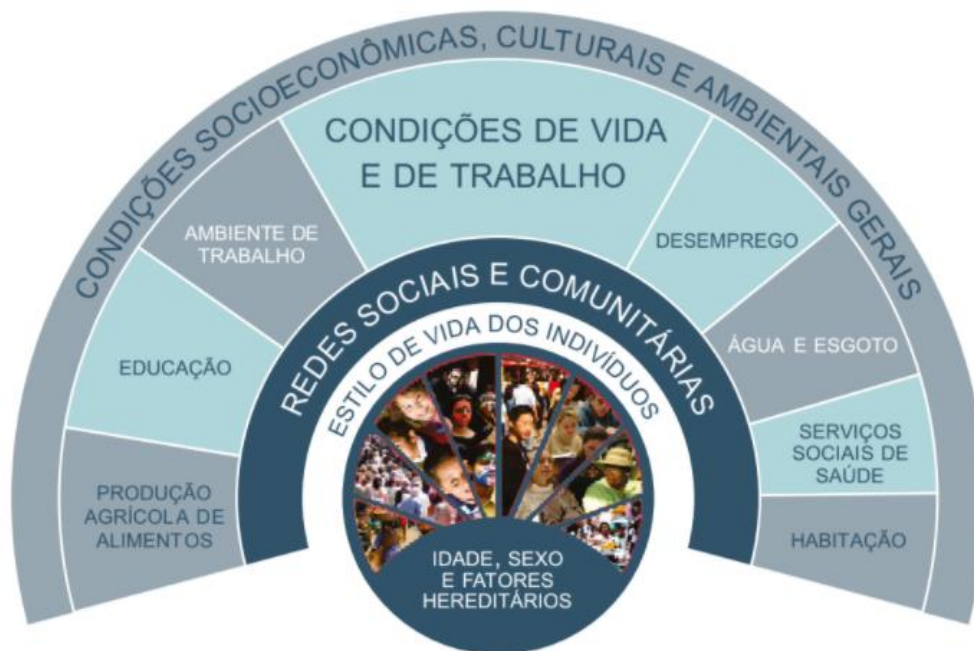 CONDIÇÕES SOCIOECONÔMICAS, CULTURAIS E AMBIENTAIS GERAIS
CONDIÇÕES DE VIDA
E DE TRABALHO
AMBIENTE DE
TRABALHO
DESEMPREGO
EDUCAÇÃO
ÁGUA E ESGOTO
PRODUÇÃO
AGRÍCOLA DE
ALIMENTOS
SERVIÇOS
SOCIAIS DE
SAÚDE
HABITAÇÃO
REDES SOCIAIS E COMUNITÁRIAS
ESTILO DE VIDA DOS INDIVÍDUOS
IDADE, SEXO
E FATORES
HEREDITÁRIOS